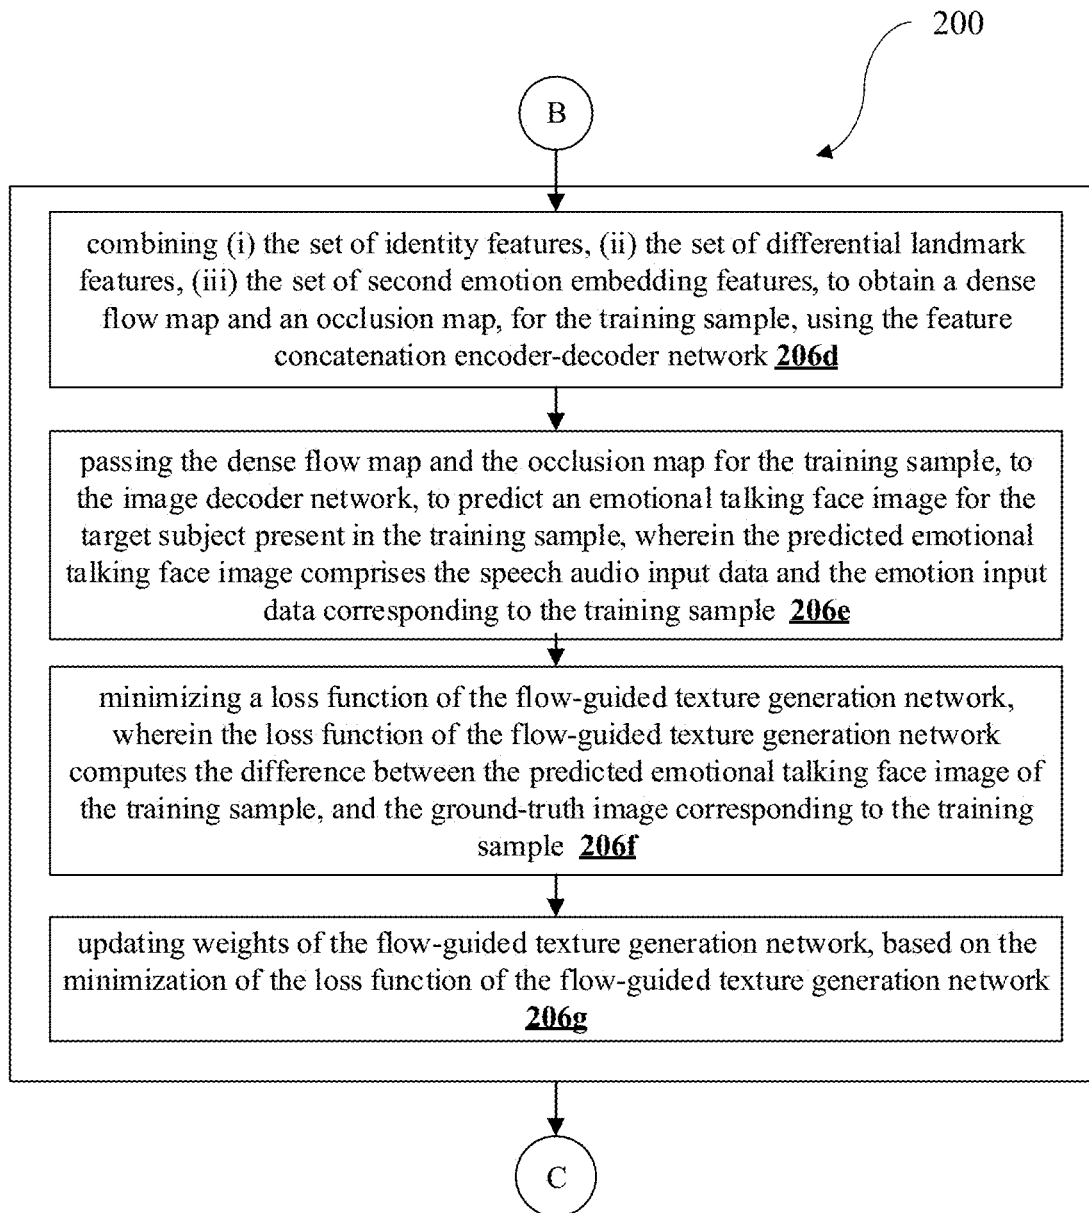 200
B
combining (i) the set of identity features, (ii) the set of differential landmark
features, (iii) the set of second emotion embedding features, to obtain a dense
flow map and an occlusion map, for the training sample, using the feature
concatenation encoder-decoder network 206d
passing the dense flow map and the occlusion map for the training sample, to
the image decoder network, to predict an emotional talking face image for the
target subject present in the training sample, wherein the predicted emotional
talking face image comprises the speech audio input data and the emotion input
data corresponding to the training sample 206e
minimizing a loss function of the flow-guided texture generation network,
wherein the loss function of the flow-guided texture generation network
computes the difference between the predicted emotional talking face image of
the training sample, and the ground-truth image corresponding to the training
sample 206f
updating weights of the flow-guided texture generation network, based on the
minimization of the loss function of the flow-guided texture generation network
206g
C